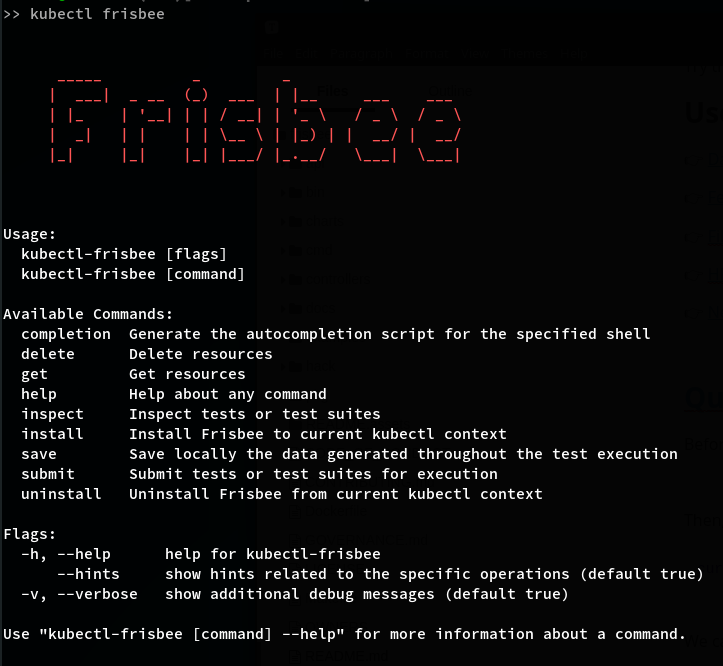 >> kubectl frisbee
Frisbee
Usage:
  kubectl-frisbee [flags]
  kubectl-frisbee [command]
Available Commands:
  completion  Generate the autocompletion script for the specified shell
  delete      Delete resources
  get         Get resources
  help        Help about any command
  inspect     Inspect tests or test suites
  install     Install Frisbee to current kubectl context
  save        Save locally the data generated throughout the test execution
  submit      Submit tests or test suites for execution
  uninstall   Uninstall Frisbee from current kubectl context
Flags:
  -h, --help      help for kubectl-frisbee
      --hints     show hints related to the specific operations (default true)
  -v, --verbose   show additional debug messages (default true)
Use "kubectl-frisbee [command] --help" for more information about a command.